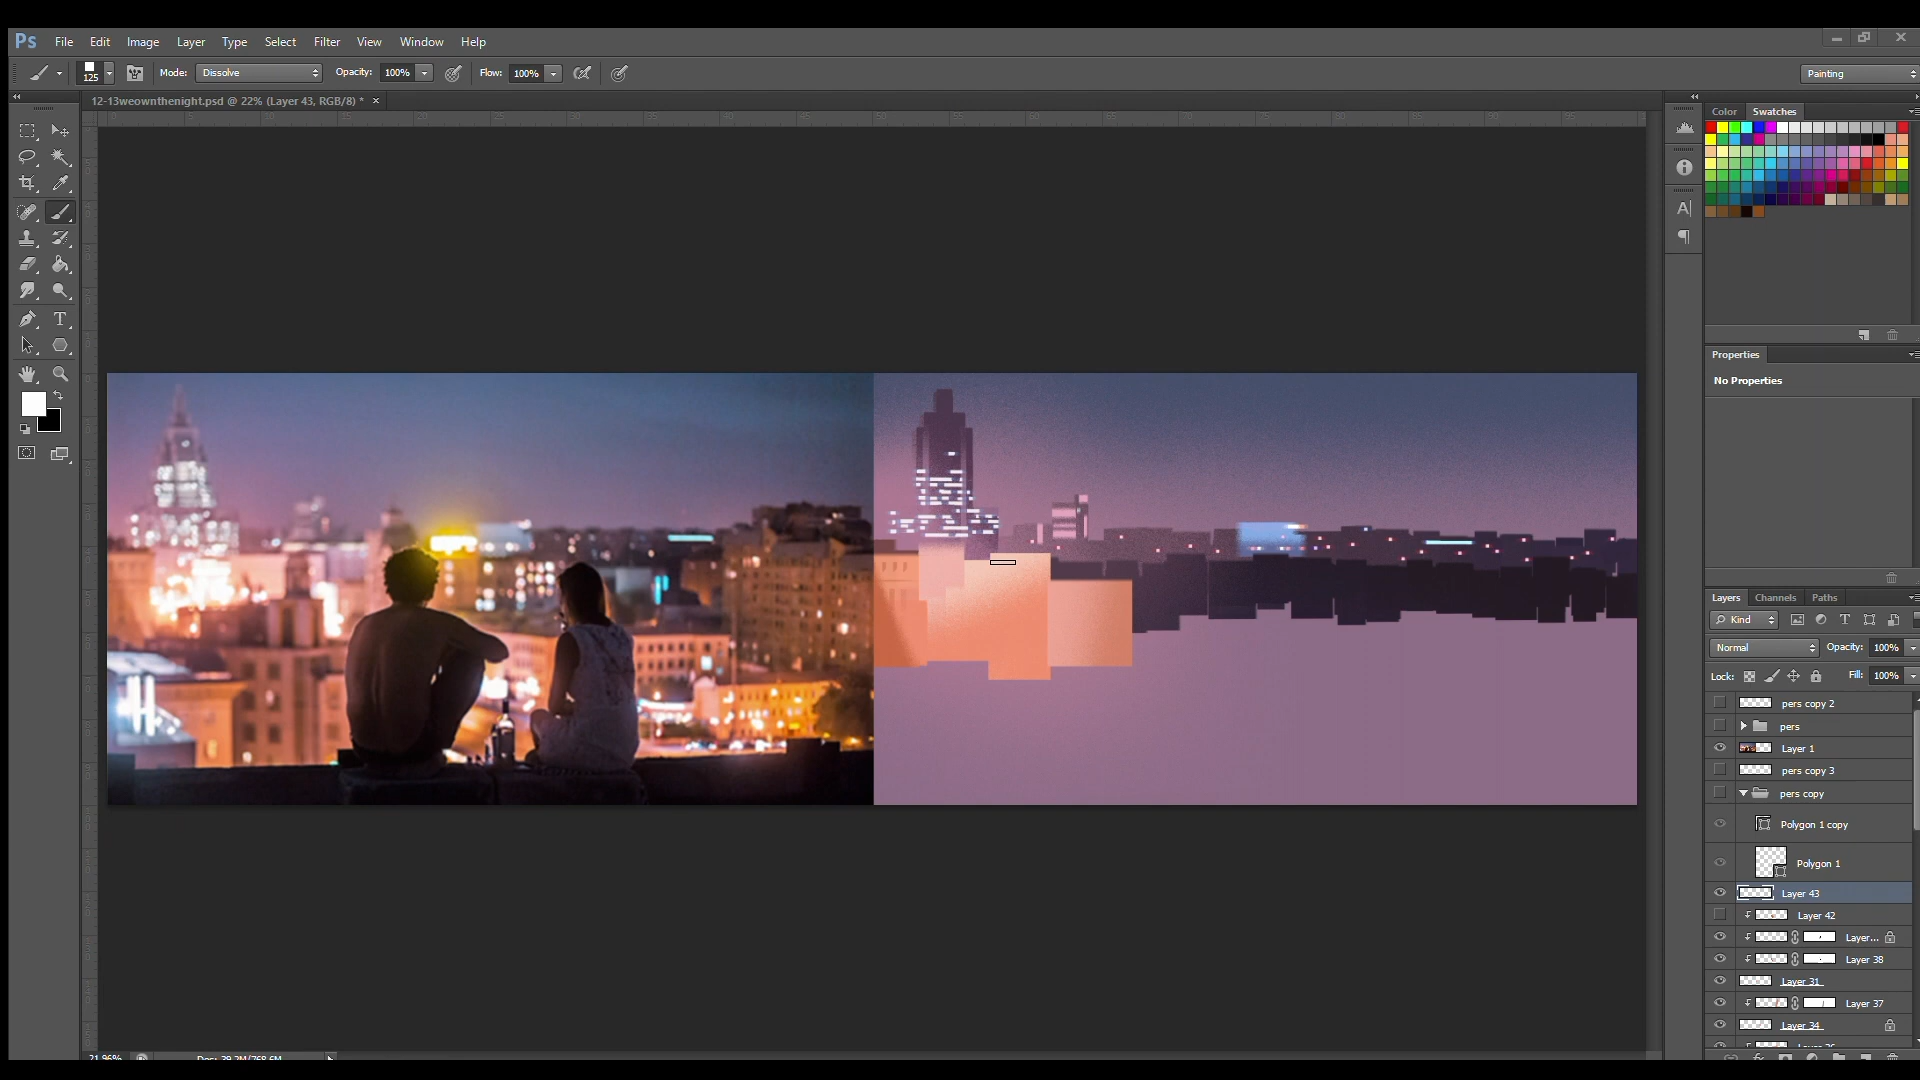 Ps File Edit Image Layer Type Select Filter View Window Help
125 Mode: Dissolve Opacity: 100% Flow: 100% Painting
12-13weownthenight.psd @ 22% (Layer 43, RGB/8) * ×
Color Swatches
Properties
No Properties
Layers Channels Paths
Kind
Normal Opacity: 100%
Lock: Fill: 100%
pers copy 2
pers
Layer 1
pers copy 3
pers copy
Polygon 1 copy
Polygon 1
Layer 43
Layer 42
Layer...
Layer 38
Layer 31
Layer 37
Layer 34
21.96% Doc: 39.2M/768.6M